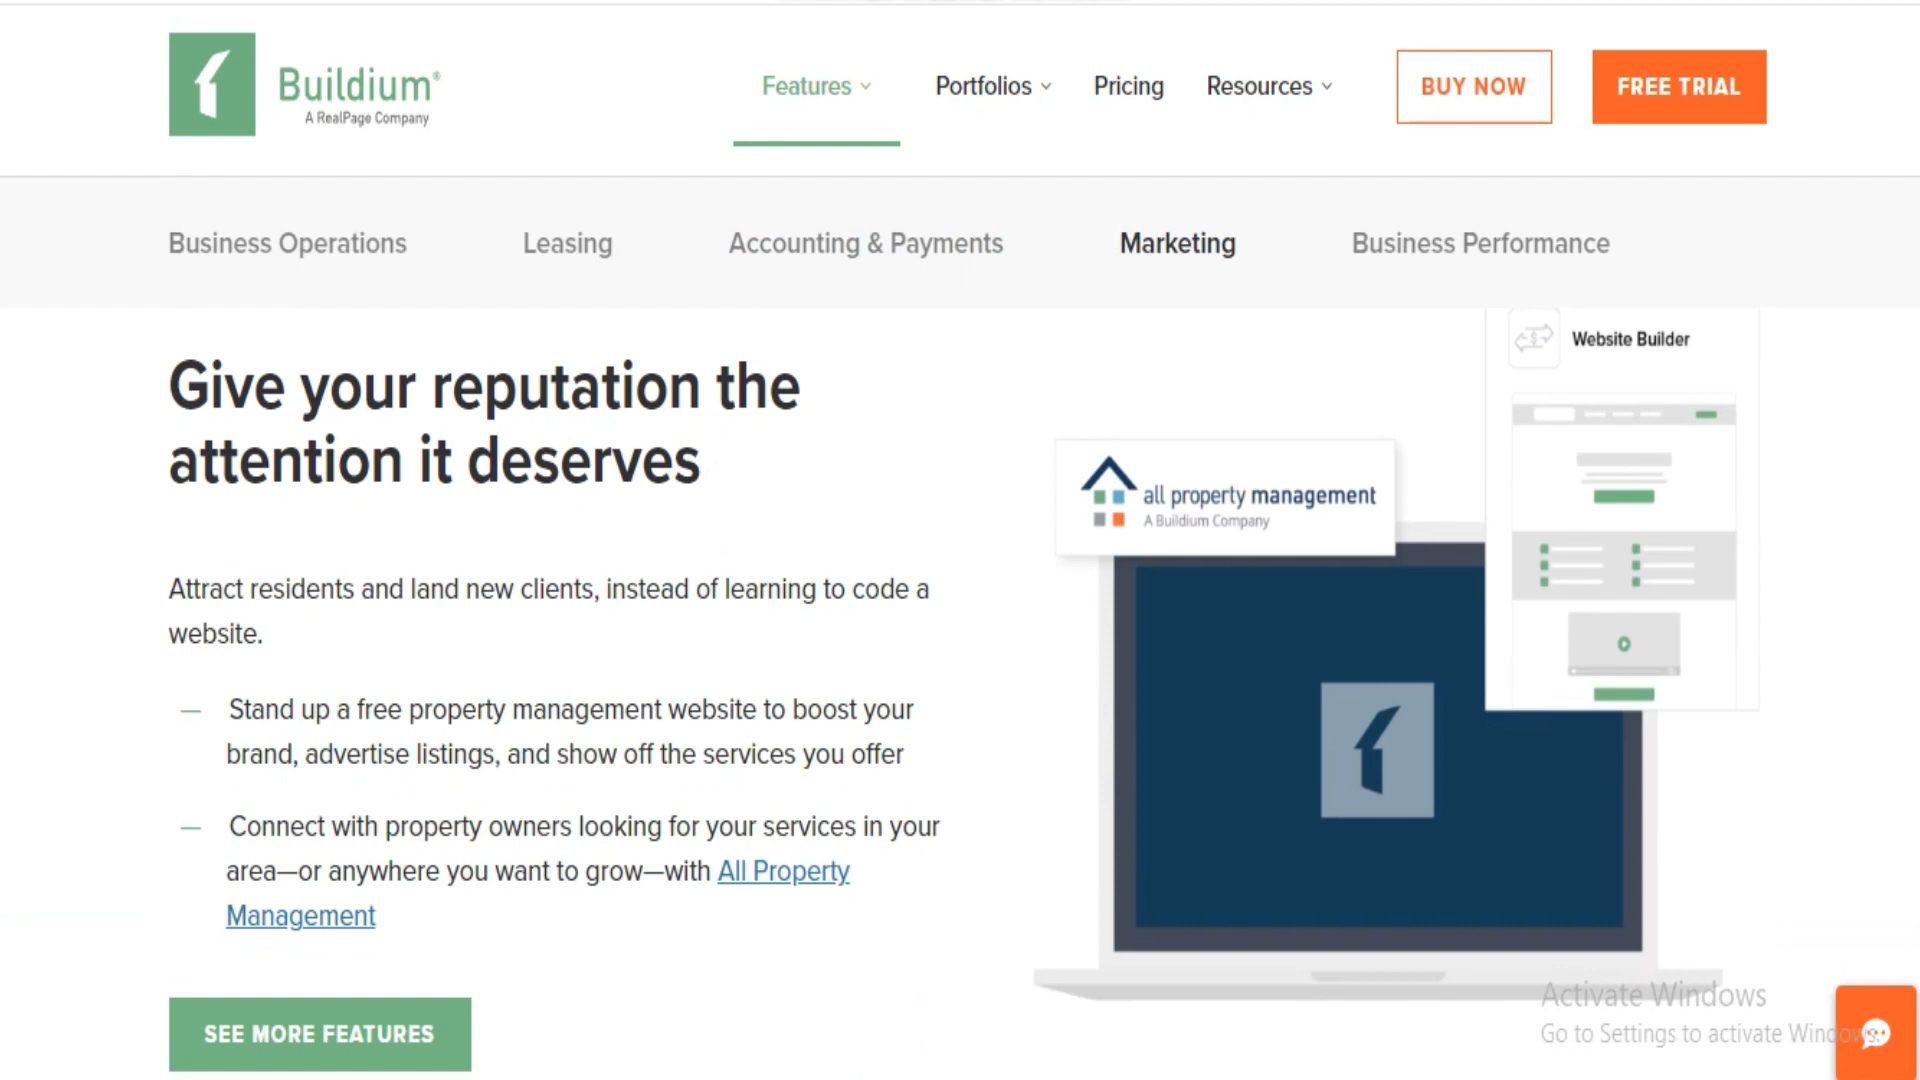 Buildium®
A RealPage Company
Features
Portfolios
Pricing
Resources
BUY NOW
FREE TRIAL
Business Operations
Leasing
Accounting & Payments
Marketing
Business Performance
Give your reputation the
attention it deserves
Attract residents and land new clients, instead of learning to code a
website.
— Stand up a free property management website to boost your
brand, advertise listings, and show off the services you offer
— Connect with property owners looking for your services in your
area—or anywhere you want to grow—with All Property
Management
SEE MORE FEATURES
Website Builder
all property management
A Buildium Company
Activate Windows
Go to Settings to activate Windows.